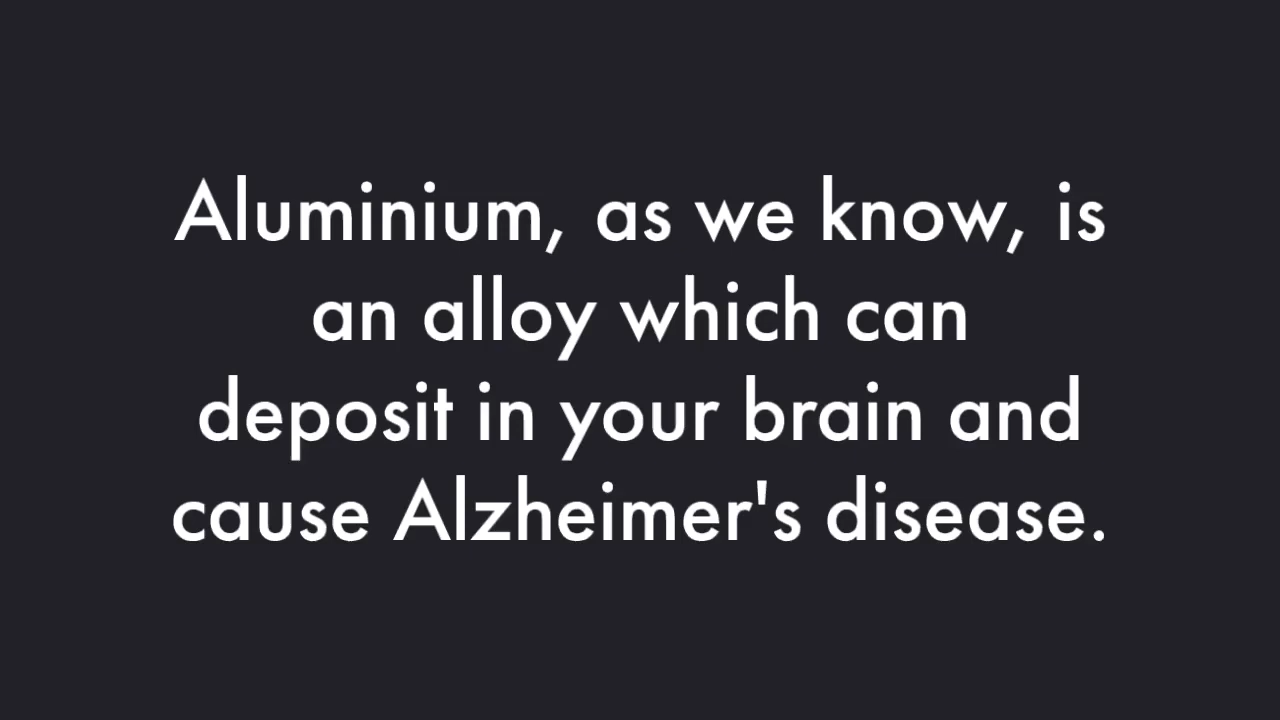 Aluminium, as we know, is
an alloy which can
deposit in your brain and
cause Alzheimer's disease.